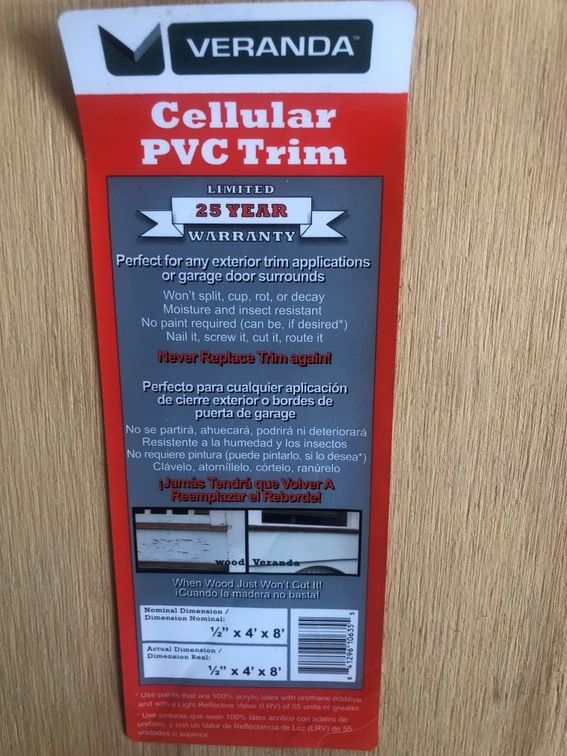 VERANDA™
Cellular
PVC Trim
LIMITED
25 YEAR
WARRANTY
Perfect for any exterior trim applications
or garage door surrounds
Won't split, cup, rot, or decay
Moisture and insect resistant
No paint required (can be, if desired*)
Nail it, screw it, cut it, route it
Never Replace Trim again!
Perfecto para cualquier aplicación
de cierre exterior o bordes de
puerta de garage
No se partirá, ahuecará, podrirá ni deteriorará
Resistente a la humedad y los insectos
No requiere pintura (puede pintarlo, si lo desea*)
Clávelo, atorníllelo, córtelo, ranúrelo
¡Jamás Tendrá que Volver A
Reemplazar el Reborde!
wood Veranda
When Wood Just Won't Cut It!
¡Cuando la madera no basta!
Nominal Dimension /
Dimension Nominal:
½" x 4' x 8'
Actual Dimension /
Dimension Real:
½" x 4' x 8'
8 41296 10635 5
* Use paints that are 100% acrylic latex with urethane additive,
and with a Light Reflective Value (LRV) of 55 units or greater.
* Use pinturas que sean 100% látex acrílico con aditivo de
uretano, y con un Valor de Reflectancia de Luz (LRV) de 55
unidades o superior.